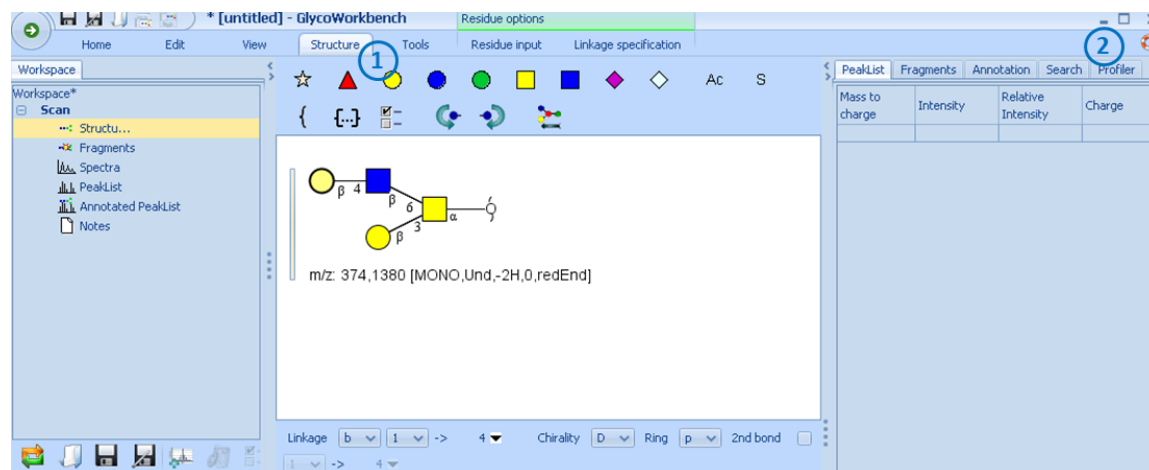 * [untitled] - GlycoWorkbench Residue options
Home Edit View Structure Tools Residue input Linkage specification
1
2
Workspace
Workspace*
Scan
Structu...
Fragments
Spectra
PeakList
Annotated PeakList
Notes
Ac S
{ {..}
β 4
β 6
α
3
β
m/z: 374,1380 [MONO,Und,-2H,0,redEnd]
Linkage b 1 -> 4 Chirality D Ring p 2nd bond
1 -> 4
PeakList Fragments Annotation Search Profiler
Mass to charge Intensity Relative Intensity Charge